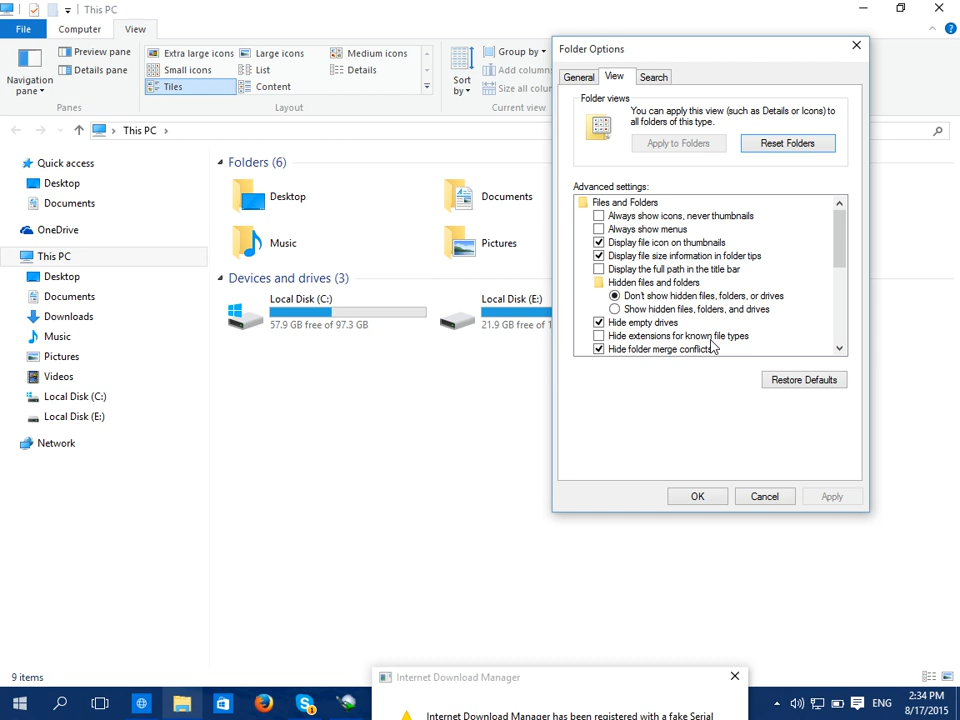 This PC
File
Computer
View
Navigation pane
Preview pane
Details pane
Panes
Extra large icons
Large icons
Medium icons
Small icons
List
Details
Tiles
Content
Layout
Sort by
Group by
Add columns
Size all colum
Current view
This PC
Quick access
Desktop
Documents
OneDrive
This PC
Desktop
Documents
Downloads
Music
Pictures
Videos
Local Disk (C:)
Local Disk (E:)
Network
Folders (6)
Desktop
Documents
Music
Pictures
Devices and drives (3)
Local Disk (C:)
57.9 GB free of 97.3 GB
Local Disk (E:)
21.9 GB free of 1
Folder Options
General
View
Search
Folder views
You can apply this view (such as Details or Icons) to
all folders of this type.
Apply to Folders
Reset Folders
Advanced settings:
Files and Folders
Always show icons, never thumbnails
Always show menus
Display file icon on thumbnails
Display file size information in folder tips
Display the full path in the title bar
Hidden files and folders
Don't show hidden files, folders, or drives
Show hidden files, folders, and drives
Hide empty drives
Hide extensions for known file types
Hide folder merge conflicts
Restore Defaults
OK
Cancel
Apply
9 items
Internet Download Manager
Internet Download Manager has been registered with a fake Serial
ENG
2:34 PM
8/17/2015